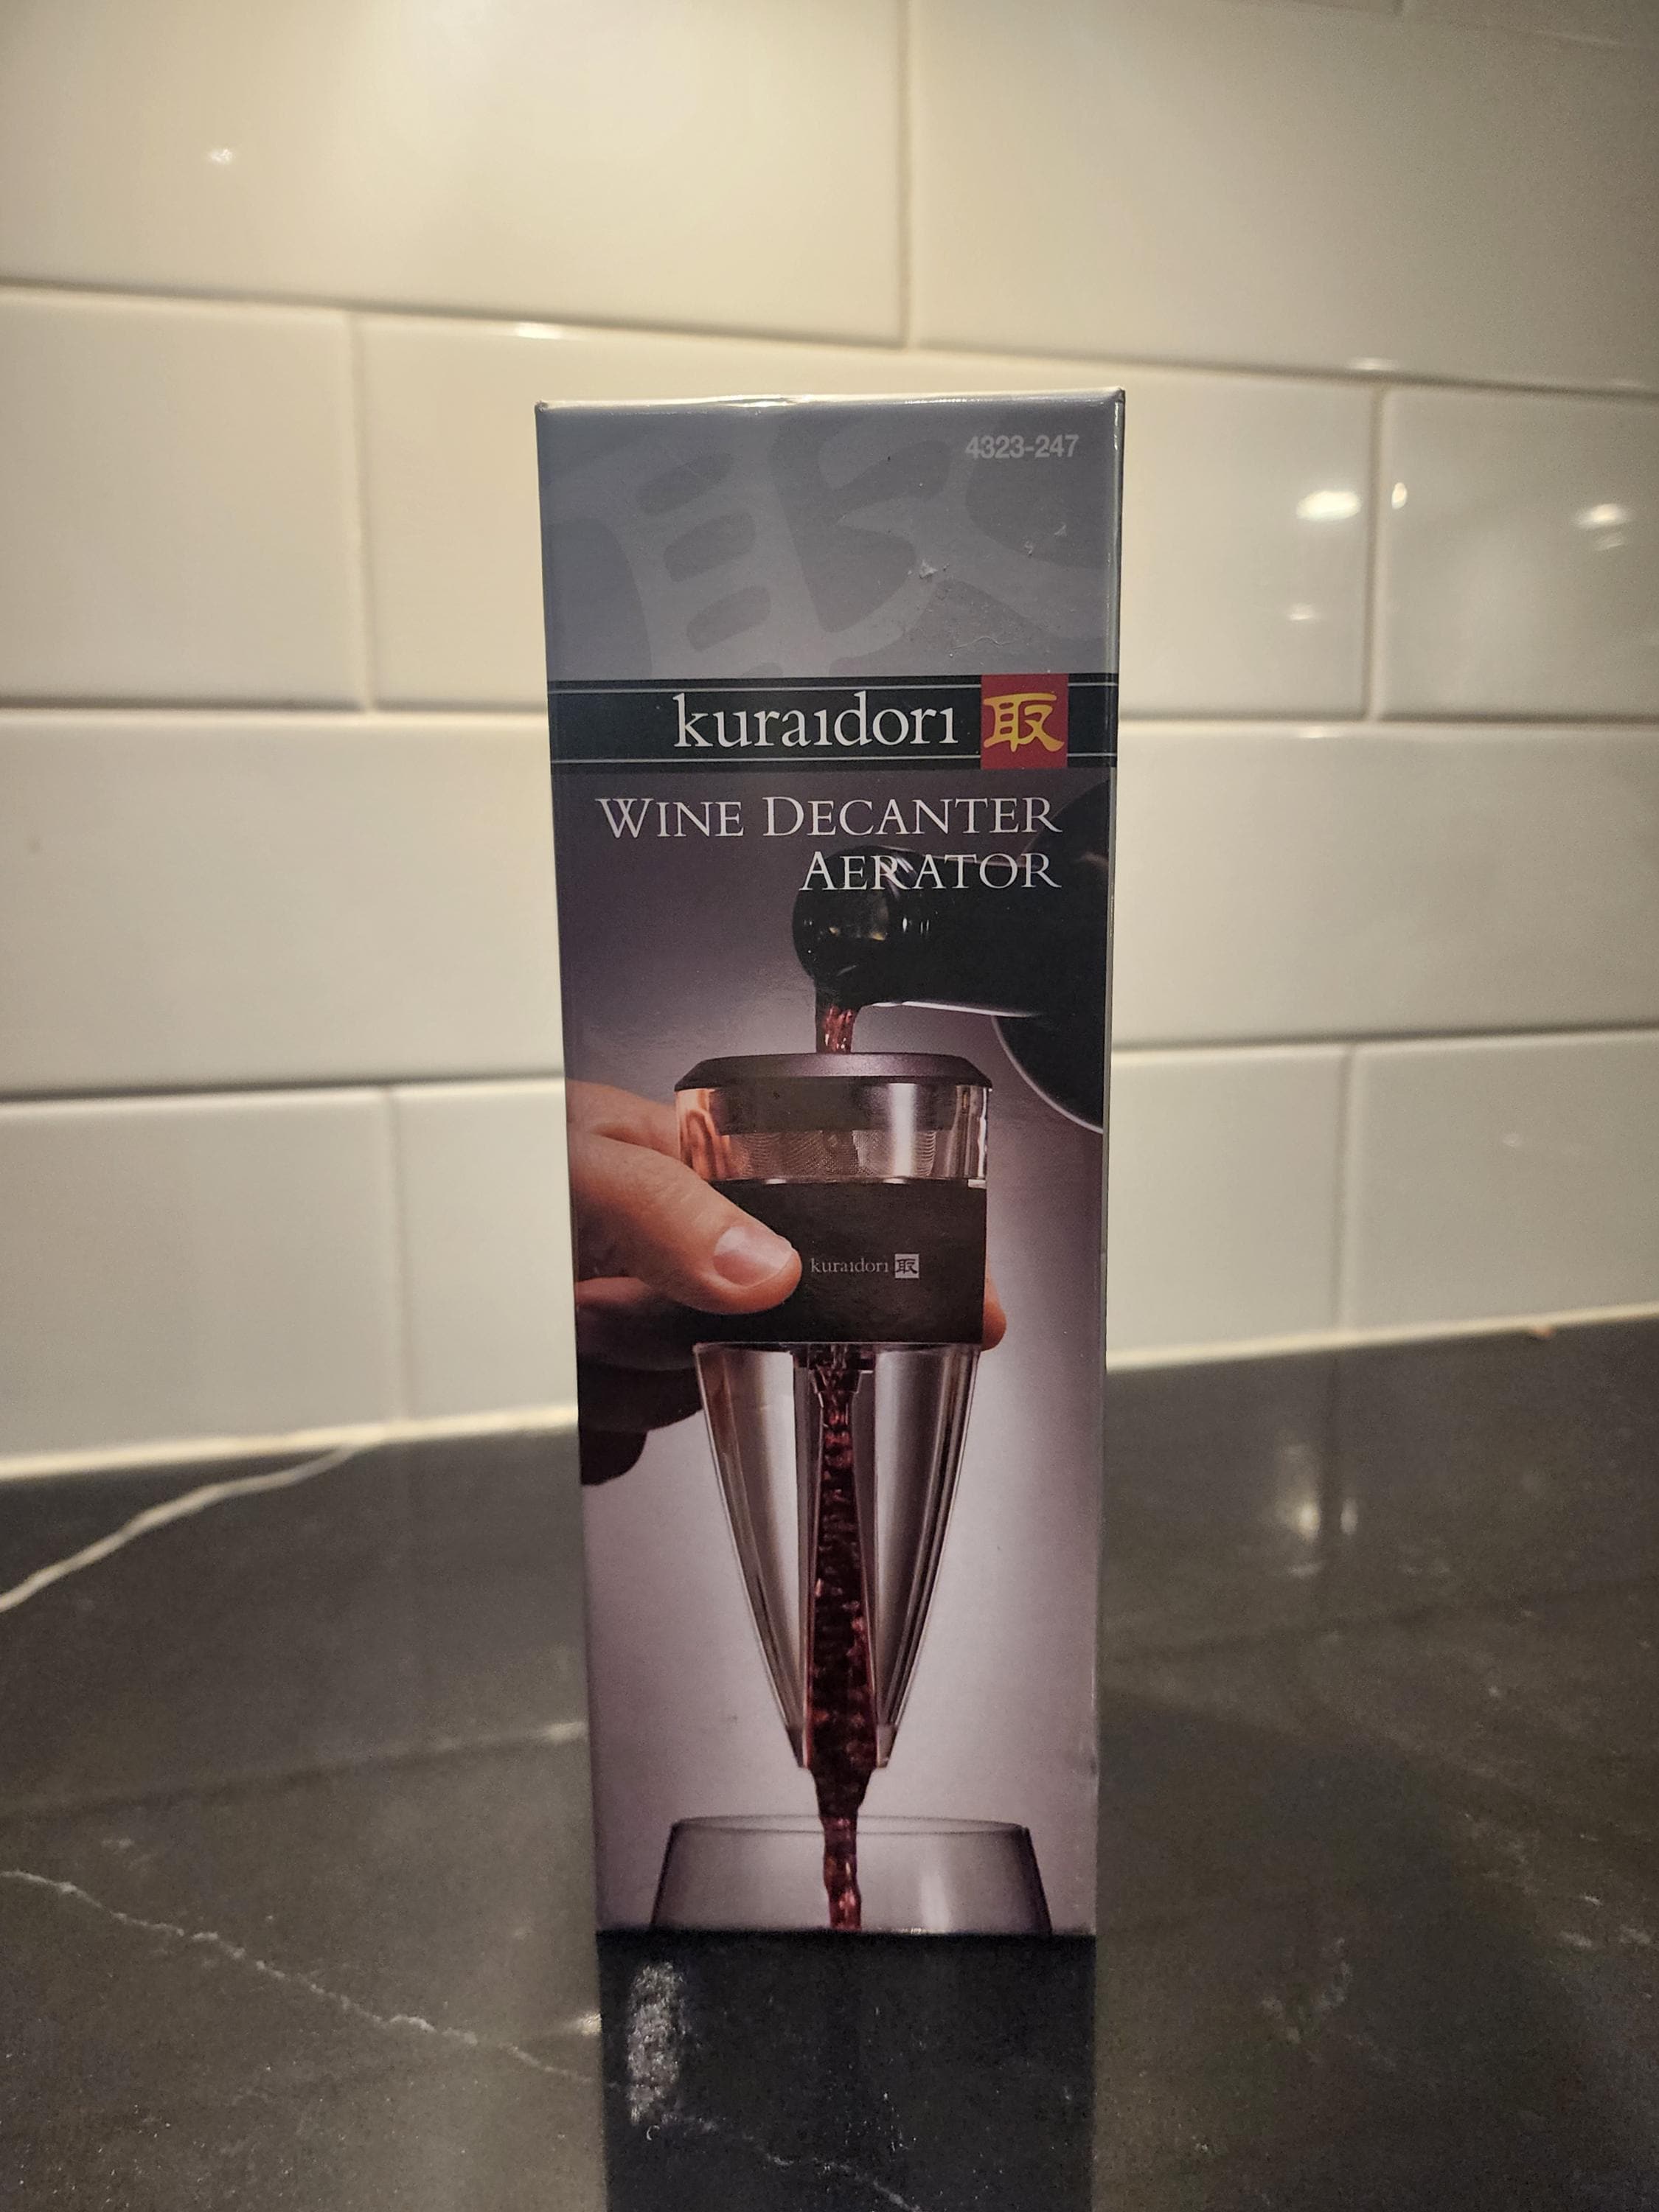 4323-247
kuraidori 取
WINE DECANTER
AERATOR
kuraidori 取